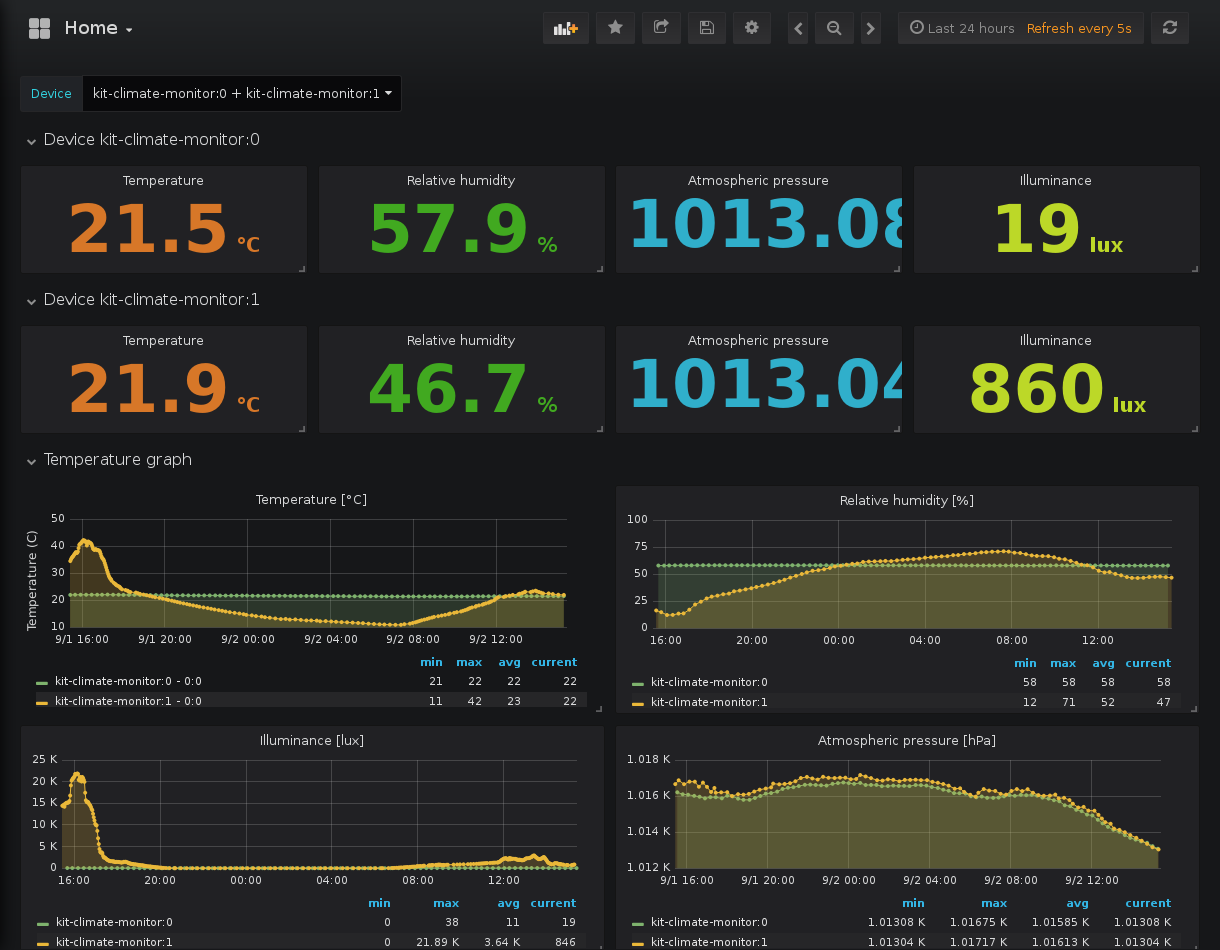 Home
Last 24 hours Refresh every 5s
Device kit-climate-monitor:0 + kit-climate-monitor:1
Device kit-climate-monitor:0
Temperature Relative humidity Atmospheric pressure Illuminance
21.5 °C 57.9 % 1013.08 19 lux
Device kit-climate-monitor:1
Temperature Relative humidity Atmospheric pressure Illuminance
21.9 °C 46.7 % 1013.04 860 lux
Temperature graph
Temperature [°C]
Temperature (C)
50
40
30
20
10
9/1 16:00 9/1 20:00 9/2 00:00 9/2 04:00 9/2 08:00 9/2 12:00
min max avg current
kit-climate-monitor:0 - 0:0 21 22 22 22
kit-climate-monitor:1 - 0:0 11 42 23 22
Relative humidity [%]
100
75
50
25
0
16:00 20:00 00:00 04:00 08:00 12:00
min max avg current
kit-climate-monitor:0 58 58 58 58
kit-climate-monitor:1 12 71 52 47
Illuminance [lux]
25 K
20 K
15 K
10 K
5 K
0
16:00 20:00 00:00 04:00 08:00 12:00
min max avg current
kit-climate-monitor:0 0 38 11 19
kit-climate-monitor:1 0 21.89 K 3.64 K 846
Atmospheric pressure [hPa]
1.018 K
1.016 K
1.014 K
1.012 K
9/1 16:00 9/1 20:00 9/2 00:00 9/2 04:00 9/2 08:00 9/2 12:00
min max avg current
kit-climate-monitor:0 1.01308 K 1.01675 K 1.01585 K 1.01308 K
kit-climate-monitor:1 1.01304 K 1.01717 K 1.01613 K 1.01304 K